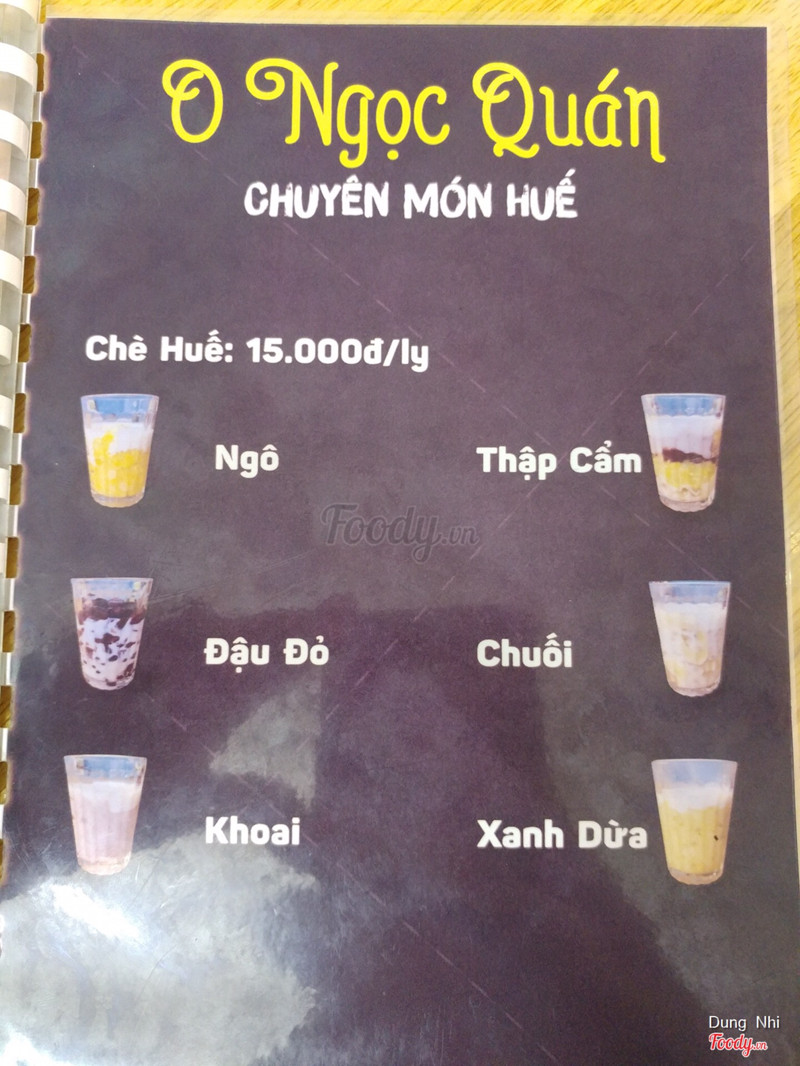 O Ngọc Quán
CHUYÊN MÓN HUẾ
Chè Huế: 15.000đ/ly
Ngô
Thập Cẩm
Foody.vn
Đậu Đỏ
Chuối
Khoai
Xanh Dừa
Dung Nhi
Foody.vn